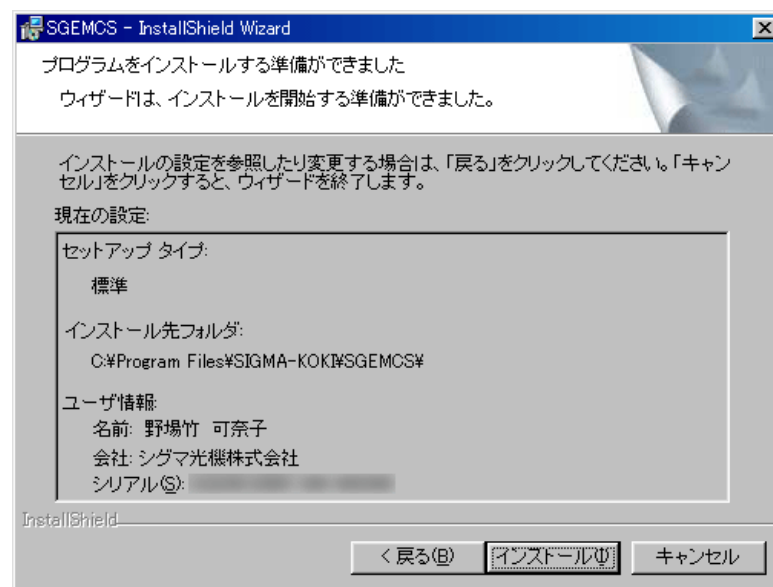 SGEMCS - InstallShield Wizard
プログラムをインストールする準備ができました
ウィザードは、インストールを開始する準備ができました。
インストールの設定を参照したり変更する場合は、「戻る」をクリックしてください。「キャン
セル」をクリックすると、ウィザードを終了します。
現在の設定:
セットアップ タイプ:
標準
インストール先フォルダ:
C:¥Program Files¥SIGMA-KOKI¥SGEMCS¥
ユーザ情報:
名前: 野場竹 可奈子
会社: シグマ光機株式会社
シリアル(S):
InstallShield
< 戻る(B)
インストール(I)
キャンセル